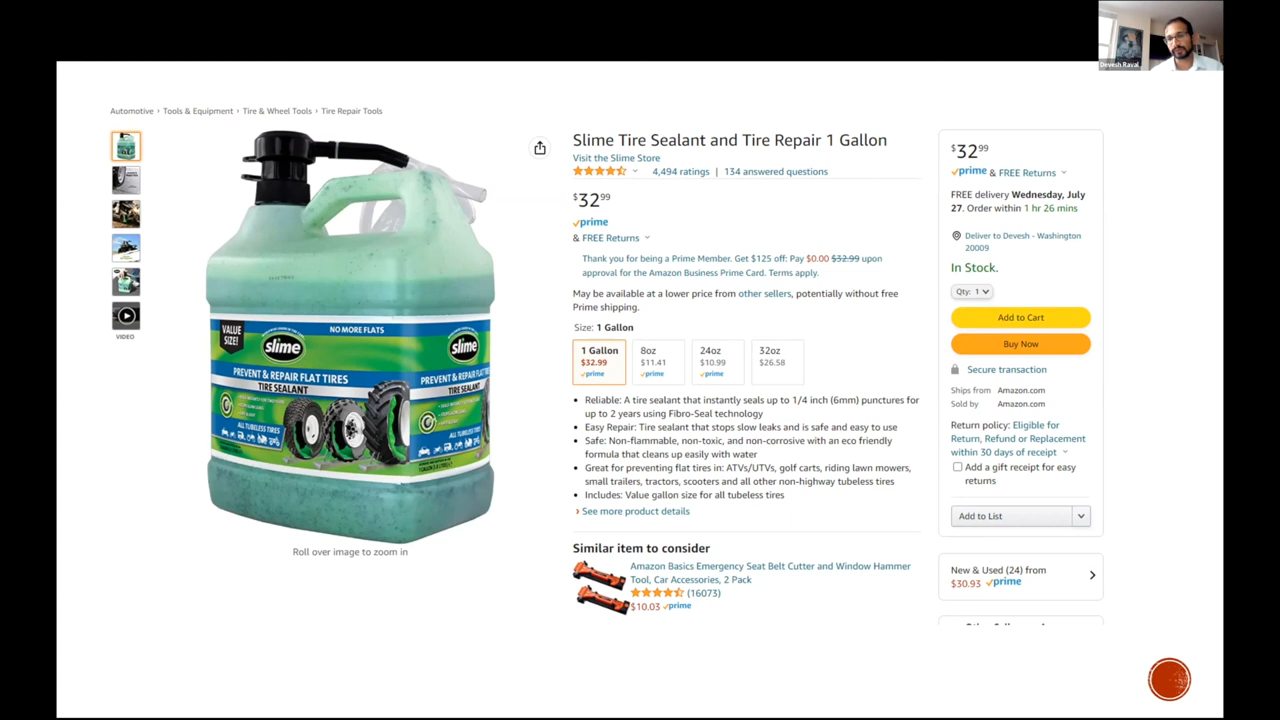 Devesh Raval
Automotive › Tools & Equipment › Tire & Wheel Tools › Tire Repair Tools
VIDEO
VALUE SIZE!
NO MORE FLATS
slime
slime
PREVENT & REPAIR FLAT TIRES
TIRE SEALANT
PREVENT & REPAIR FLA
TIRE SEALANT
ALL TUBELESS TIRES
ALL TUBELESS TIRES
Roll over image to zoom in
Slime Tire Sealant and Tire Repair 1 Gallon
Visit the Slime Store
4,494 ratings | 134 answered questions
$32 99
prime
& FREE Returns
Thank you for being a Prime Member. Get $125 off: Pay $0.00 $32.99 upon
approval for the Amazon Business Prime Card. Terms apply.
May be available at a lower price from other sellers, potentially without free
Prime shipping.
Size: 1 Gallon
1 Gallon
$32.99
prime
8oz
$11.41
prime
24oz
$10.99
prime
32oz
$26.58
• Reliable: A tire sealant that instantly seals up to 1/4 inch (6mm) punctures for
up to 2 years using Fibro-Seal technology
• Easy Repair: Tire sealant that stops slow leaks and is safe and easy to use
• Safe: Non-flammable, non-toxic, and non-corrosive with an eco friendly
formula that cleans up easily with water
• Great for preventing flat tires in: ATVs/UTVs, golf carts, riding lawn mowers,
small trailers, tractors, scooters and all other non-highway tubeless tires
• Includes: Value gallon size for all tubeless tires
› See more product details
Similar item to consider
Amazon Basics Emergency Seat Belt Cutter and Window Hammer
Tool, Car Accessories, 2 Pack
(16073)
$10.03 prime
$32 99
prime & FREE Returns
FREE delivery Wednesday, July
27. Order within 1 hr 26 mins
Deliver to Devesh - Washington
20009
In Stock.
Qty: 1
Add to Cart
Buy Now
Secure transaction
Ships from Amazon.com
Sold by Amazon.com
Return policy: Eligible for
Return, Refund or Replacement
within 30 days of receipt
Add a gift receipt for easy
returns
Add to List
New & Used (24) from
$30.93 prime